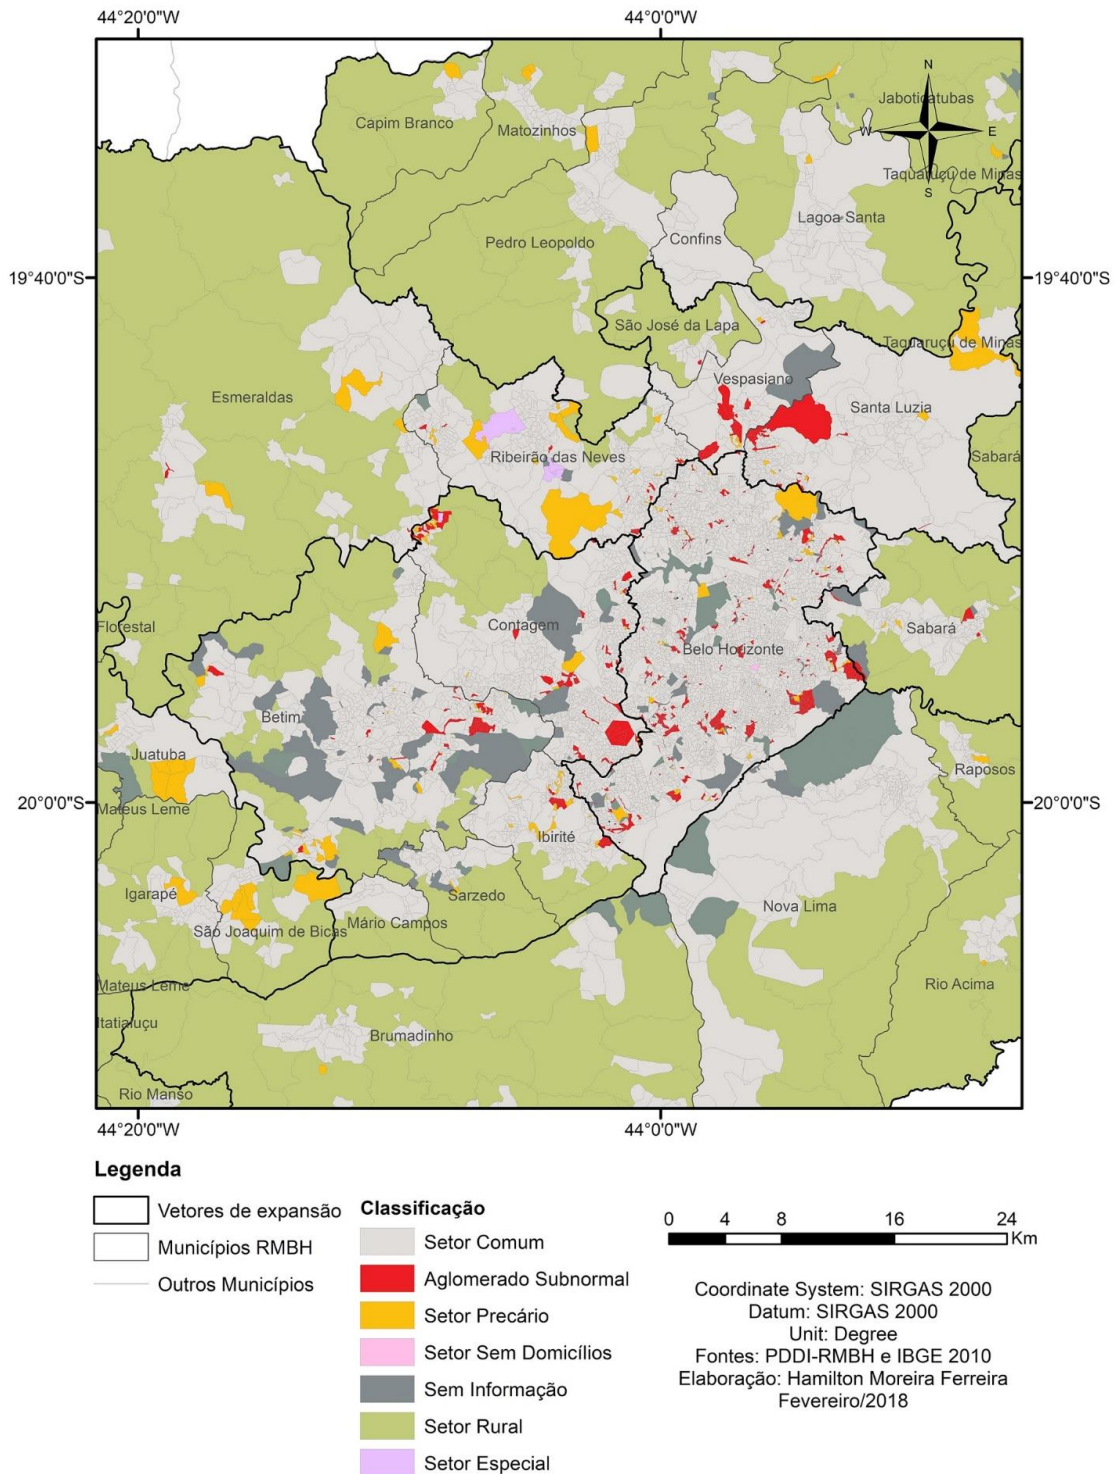 44°20'0"W 44°0'0"W
N
Jaboticatubas
Capim Branco
Matozinhos
W E
Taquaruçú de Minas
S
Lagoa Santa
Confins
Pedro Leopoldo
19°40'0"S 19°40'0"S
São José da Lapa
Taquaruçú de Minas
Vespasiano
Esmeraldas
Santa Luzia
Ribeirão das Neves
Sabará
Florestal
Contagem
Sabará
Belo Horizonte
Betim
Juatuba
Raposos
20°0'0"S 20°0'0"S
Mateus Leme
Ibirité
Igarapé
Sarzedo
Nova Lima
Mário Campos
São Joaquim de Bicas
Mateus Leme
Rio Acima
Itatiaiuçu
Brumadinho
Rio Manso
44°20'0"W 44°0'0"W
Legenda
Vetores de expansão
Municípios RMBH
Outros Municípios
Classificação
Setor Comum
Aglomerado Subnormal
Setor Precário
Setor Sem Domicílios
Sem Informação
Setor Rural
Setor Especial
0 4 8 16 24
Km
Coordinate System: SIRGAS 2000
Datum: SIRGAS 2000
Unit: Degree
Fontes: PDDI-RMBH e IBGE 2010
Elaboração: Hamilton Moreira Ferreira
Fevereiro/2018